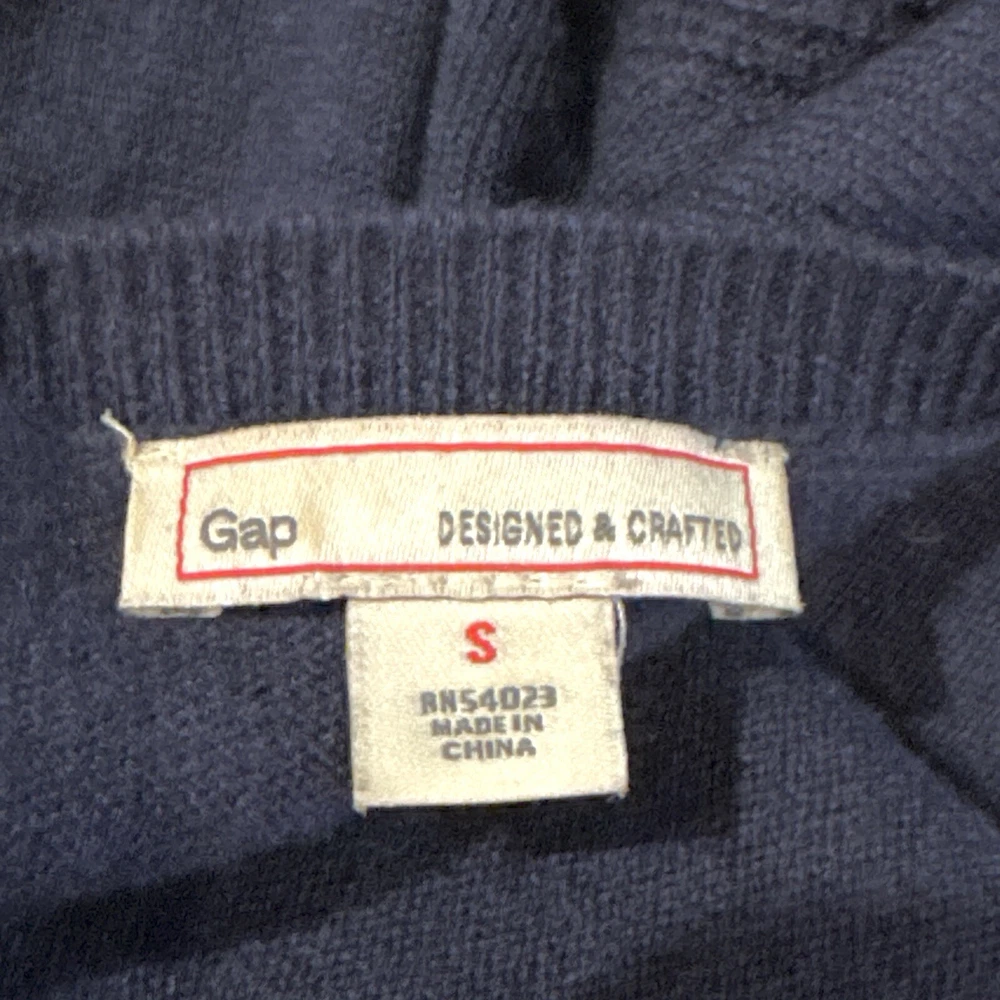 Gap DESIGNED & CRAFTED
S
RN54023
MADE IN
CHINA